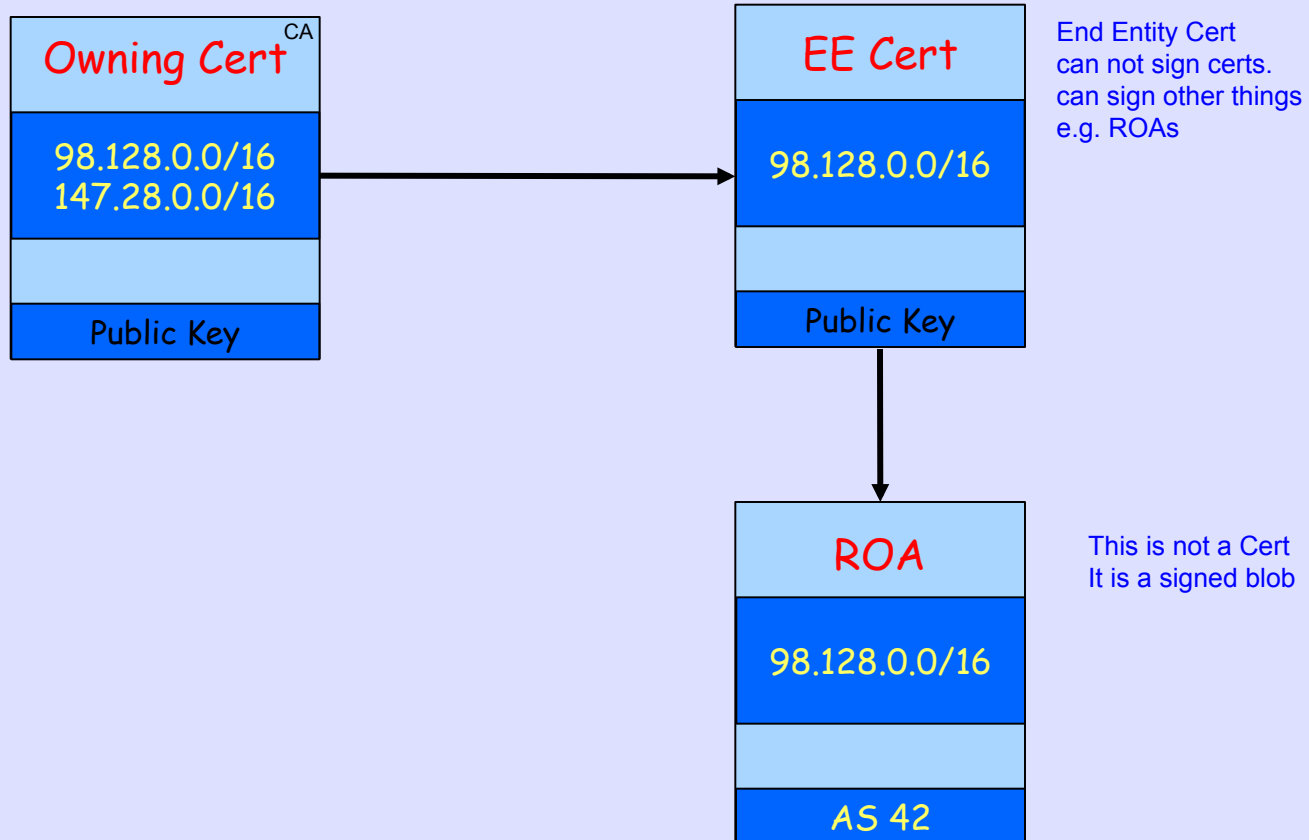 Owning Cert
CA
98.128.0.0/16
147.28.0.0/16
Public Key
EE Cert
98.128.0.0/16
Public Key
End Entity Cert
can not sign certs.
can sign other things
e.g. ROAs
ROA
98.128.0.0/16
AS 42
This is not a Cert
It is a signed blob